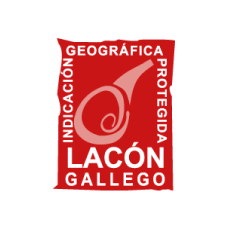 INDICACIÓN
GEOGRÁFICA
PROTEGIDA
LACÓN
GALLEGO